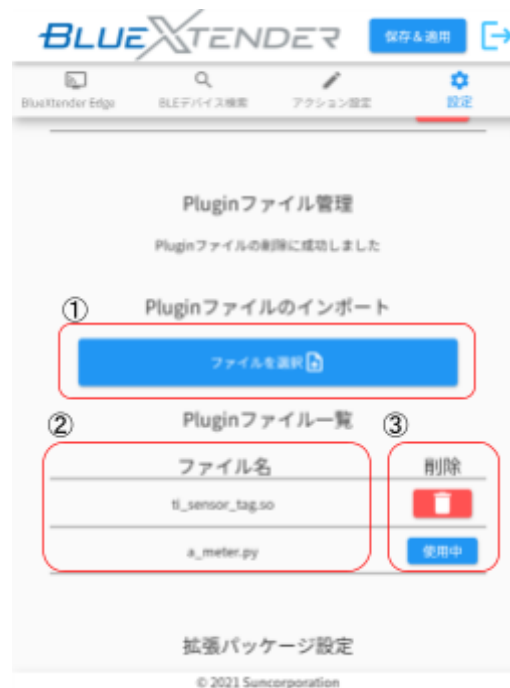 BLUEXTENDER
保存&適用
BlueXtender Edge
BLEデバイス検索
アクション設定
設定
Pluginファイル管理
Pluginファイルの削除に成功しました
①
Pluginファイルのインポート
ファイルを選択
②
Pluginファイル一覧
③
ファイル名
削除
ti_sensor_tag.so
a_meter.py
使用中
拡張パッケージ設定
© 2021 Suncorporation